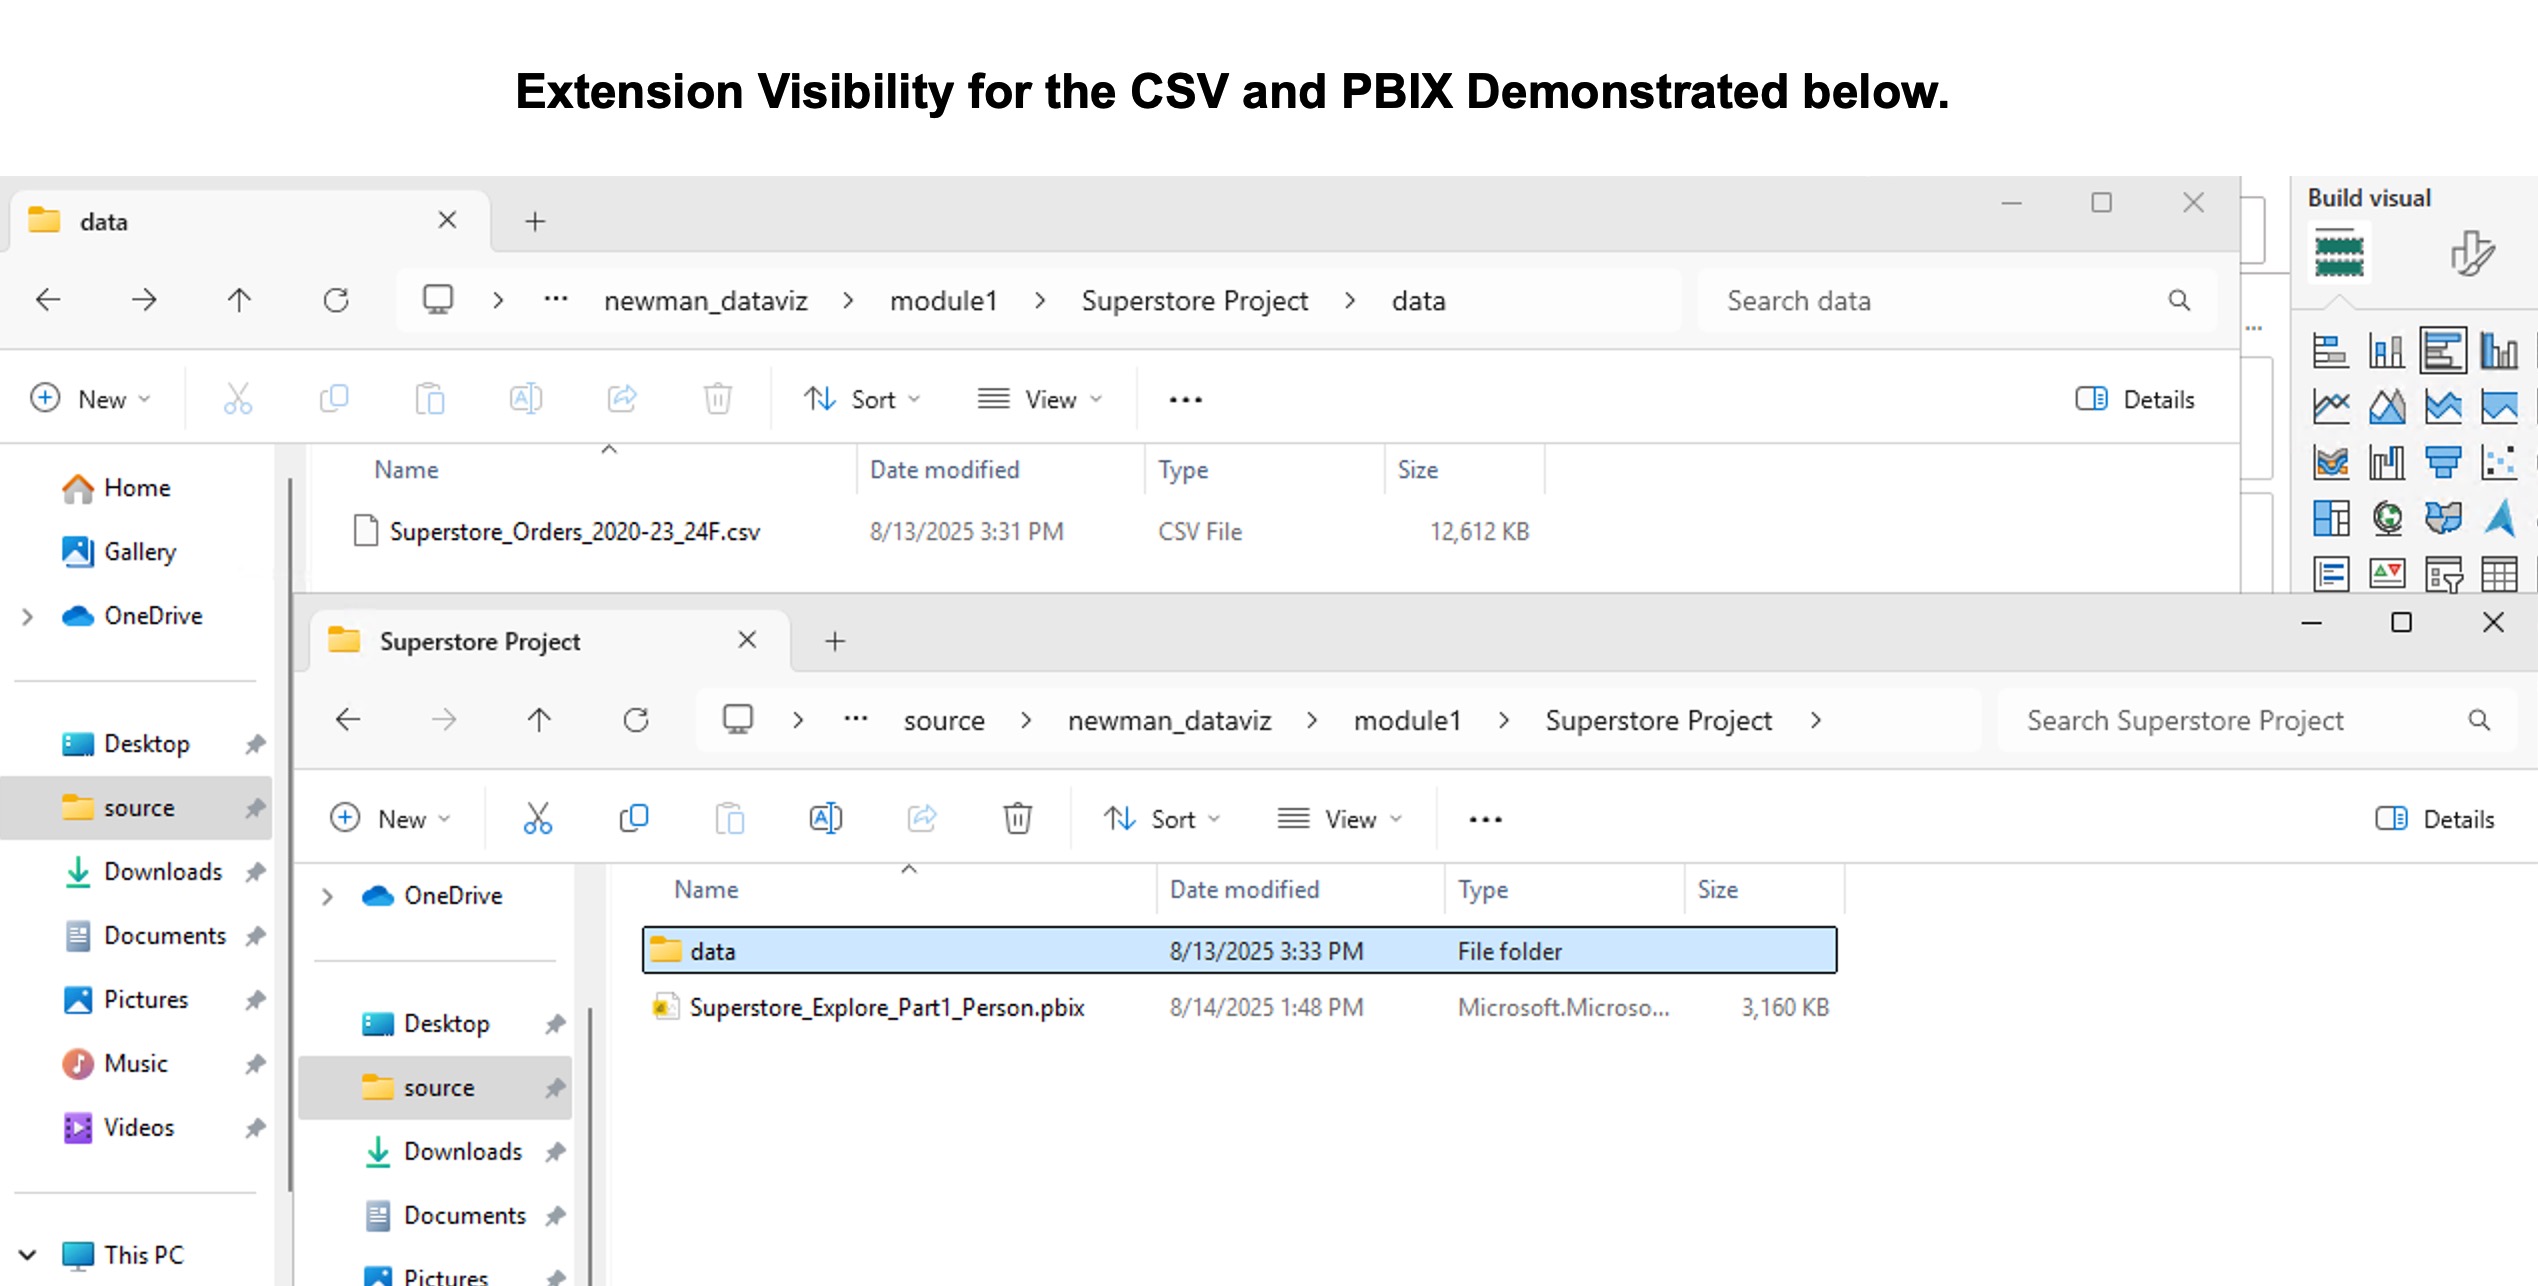 Extension Visibility for the CSV and PBIX Demonstrated below.
data
Build visual
... newman_dataviz > module1 > Superstore Project > data
Search data
New
Sort
View
...
Details
Name
Date modified
Type
Size
Superstore_Orders_2020-23_24F.csv
8/13/2025 3:31 PM
CSV File
12,612 KB
Home
Gallery
OneDrive
Desktop
source
Downloads
Documents
Pictures
Music
Videos
This PC
Superstore Project
... source > newman_dataviz > module1 > Superstore Project >
Search Superstore Project
New
Sort
View
...
Details
Name
Date modified
Type
Size
data
8/13/2025 3:33 PM
File folder
Superstore_Explore_Part1_Person.pbix
8/14/2025 1:48 PM
Microsoft.Microso...
3,160 KB
OneDrive
Desktop
source
Downloads
Documents
Pictures